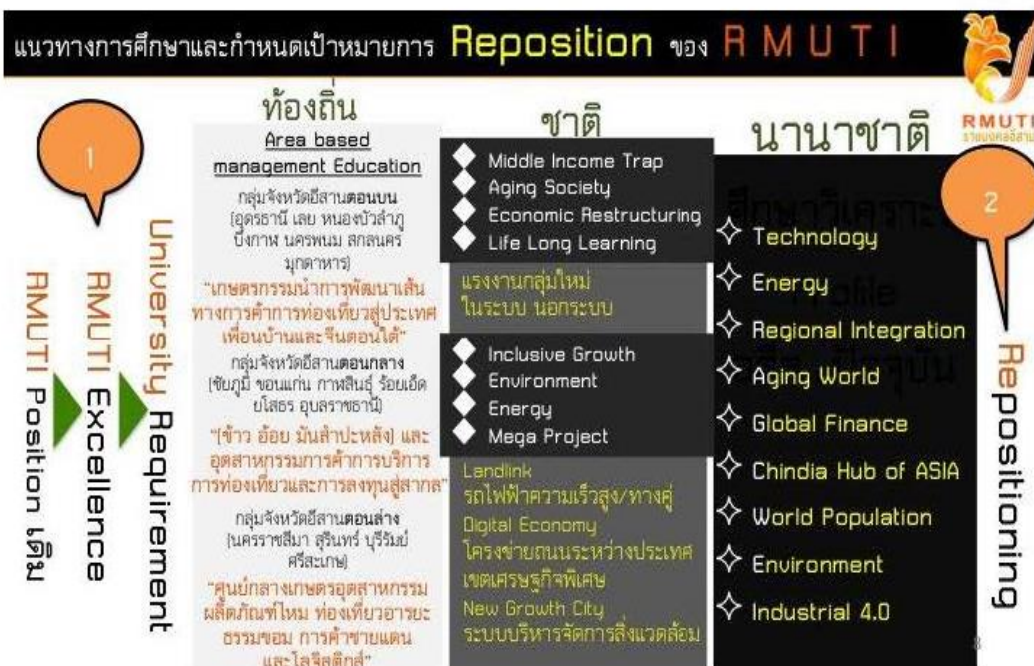 แนวทางการศึกษาและกำหนดเป้าหมายการ Reposition ของ RMUTI
RMUTI
ราชมงคลอีสาน
1
RMUTI Position เดิม
RMUTI Excellence
University Requirement
ท้องถิ่น
Area based
management Education
กลุ่มจังหวัดอีสานตอนบน
(อุดรธานี เลย หนองบัวลำภู
บึงกาฬ นครพนม สกลนคร
มุกดาหาร)
"เกษตรกรรมนำการพัฒนาเส้น
ทางการค้าการท่องเที่ยวสู่ประเทศ
เพื่อนบ้านและจีนตอนใต้"
กลุ่มจังหวัดอีสานตอนกลาง
(ชัยภูมิ ขอนแก่น กาฬสินธุ์ ร้อยเอ็ด
ยโสธร อุบลราชธานี)
"(ข้าว อ้อย มันสำปะหลัง) และ
อุตสาหกรรมการค้าการบริการ
การท่องเที่ยวและการลงทุนสู่สากล"
กลุ่มจังหวัดอีสานตอนล่าง
(นครราชสีมา สุรินทร์ บุรีรัมย์
ศรีสะเกษ)
"ศูนย์กลางเกษตรอุตสาหกรรม
ผลิตภัณฑ์ไหม ท่องเที่ยวอารยะ
ธรรมขอม การค้าชายแดน
และโลจิสติกส์"
ชาติ
Middle Income Trap
Aging Society
Economic Restructuring
Life Long Learning
แรงงานกลุ่มใหม่
ในระบบ นอกระบบ
Inclusive Growth
Environment
Energy
Mega Project
Landlink
รถไฟฟ้าความเร็วสูง/ทางคู่
Digital Economy
โครงข่ายถนนระหว่างประเทศ
เขตเศรษฐกิจพิเศษ
New Growth City
ระบบบริหารจัดการสิ่งแวดล้อม
นานาชาติ
Technology
Energy
Regional Integration
Aging World
Global Finance
Chindia Hub of ASIA
World Population
Environment
Industrial 4.0
2
Repositioning
8